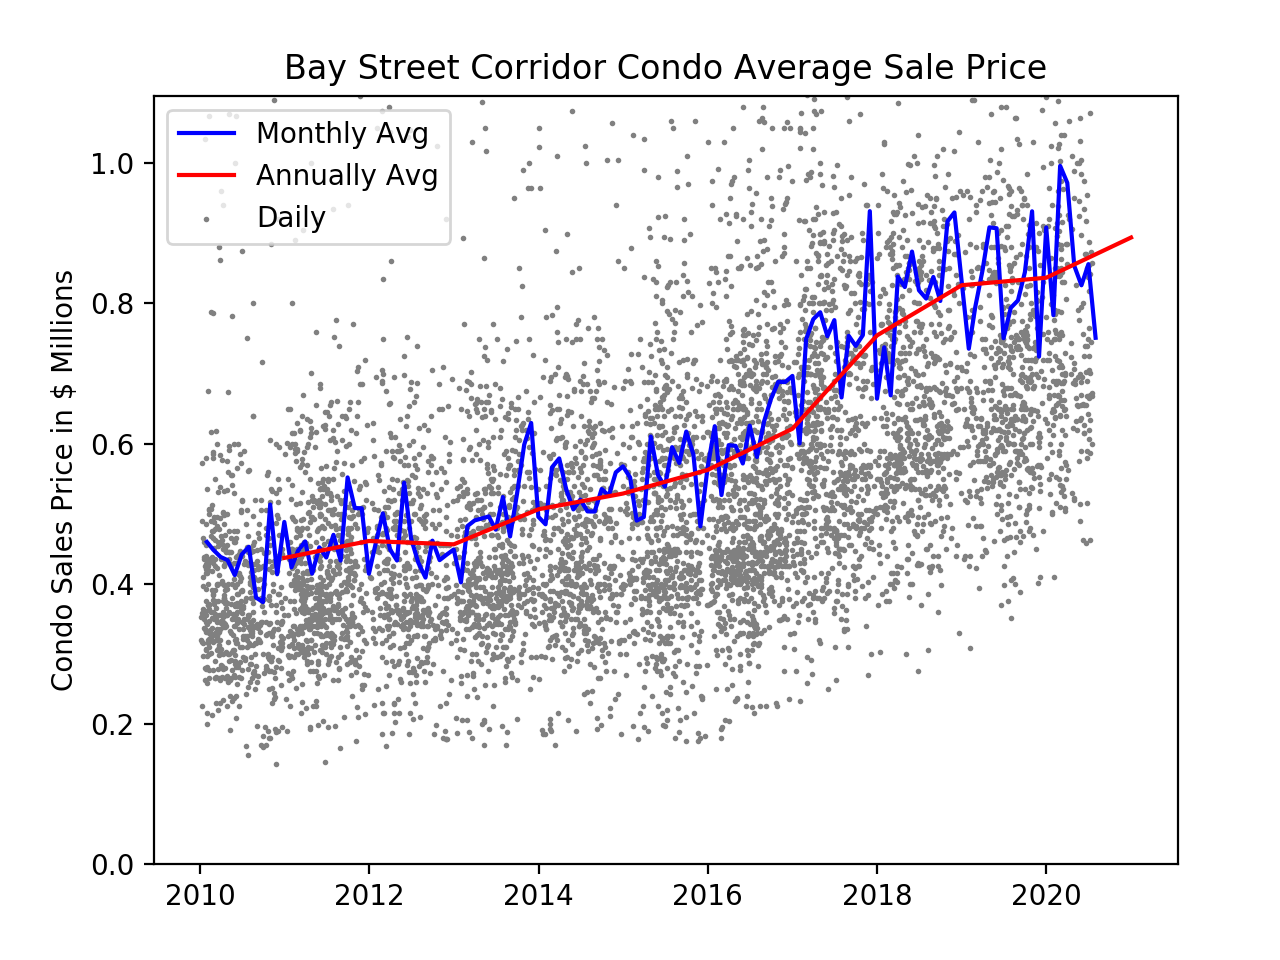 Bay Street Corridor Condo Average Sale Price
Monthly Avg
Annually Avg
Daily
Condo Sales Price in $ Millions
1.0
0.8
0.6
0.4
0.2
0.0
2010 2012 2014 2016 2018 2020